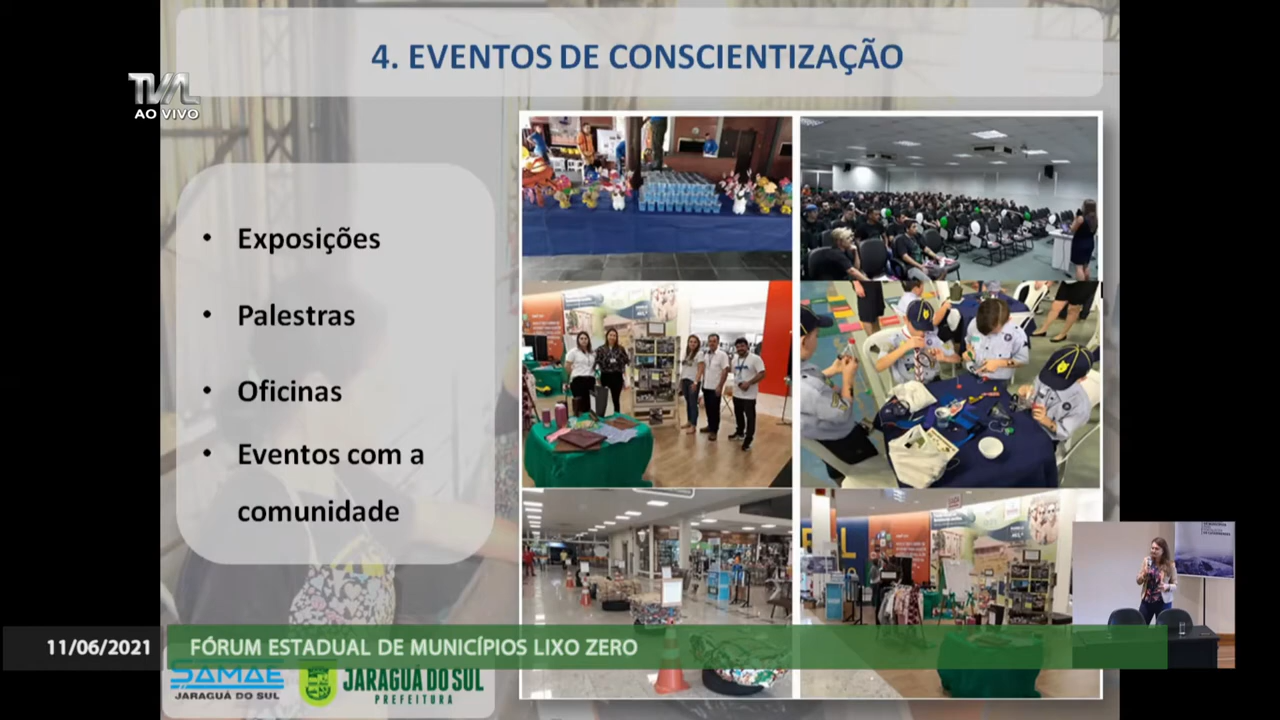 4. EVENTOS DE CONSCIENTIZAÇÃO
TVAL
AO VIVO
• Exposições
• Palestras
• Oficinas
• Eventos com a
comunidade
11/06/2021
FÓRUM ESTADUAL DE MUNICÍPIOS LIXO ZERO
SAMAE
JARAGUÁ DO SUL
JARAGUÁ DO SUL
PREFEITURA